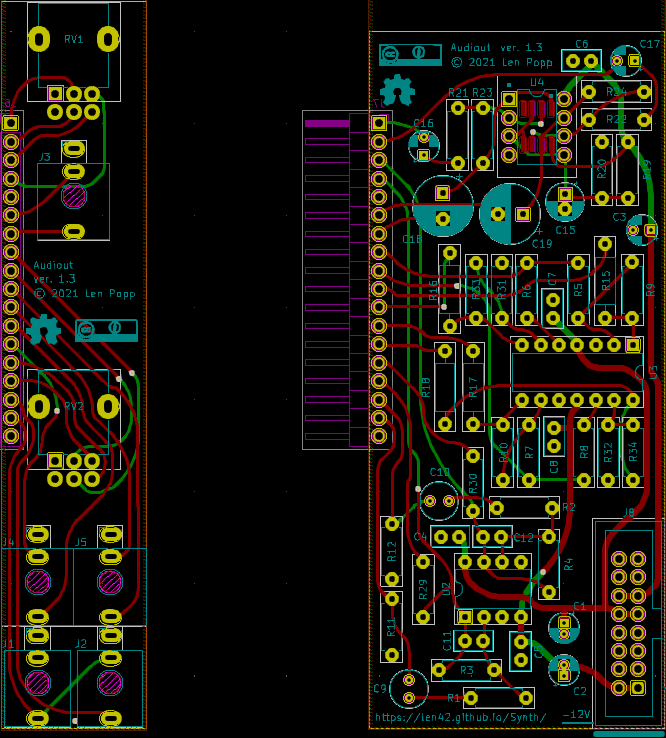 RV1
J3
Audiout
ver. 1.3
© 2021 Len Popp
RV2
J4
J5
J1
J2
Audiout ver. 1.3
© 2021 Len Popp
C6
C17
U4
R21
R23
R24
R22
C16
R20
R19
C18
C19
C15
C3
R16
R33
R31
R6
C7
R5
R15
R9
U3
R18
R17
R10
R7
C8
R8
R32
R34
R30
C10
R2
J8
C4
C12
R12
R4
R29
U2
R11
C1
C11
C5
R3
C2
C9
R1
https://len42.github.io/Synth/
-12V